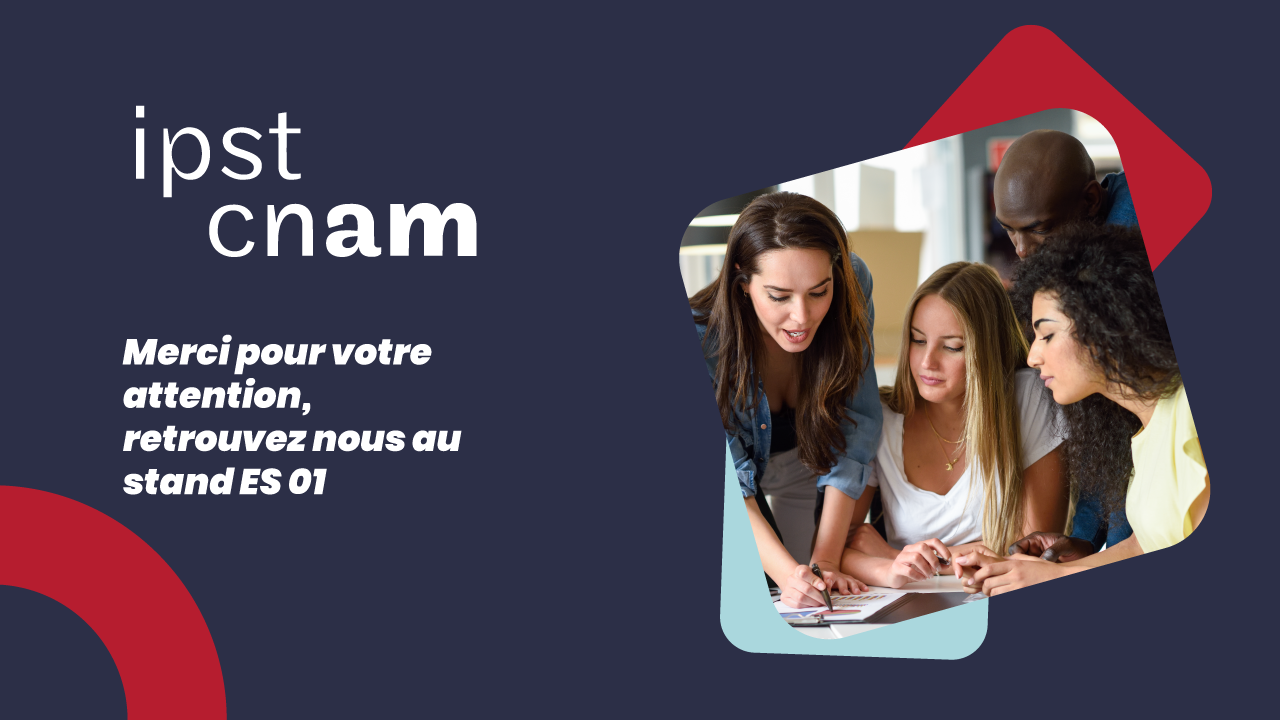 ipst
cnam
Merci pour votre
attention,
retrouvez nous au
stand ES 01